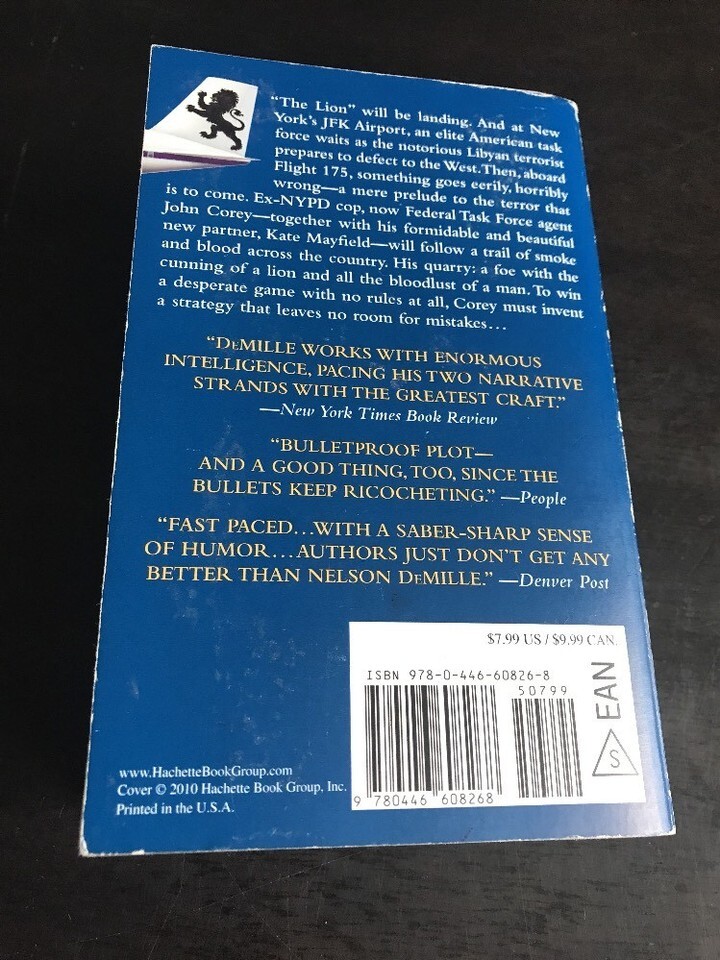 “The Lion” will be landing. And at New
York’s JFK Airport, an elite American task
force waits as the notorious Libyan terrorist
prepares to defect to the West. Then, aboard
Flight 175, something goes eerily, horribly
wrong—a mere prelude to the terror that
is to come. Ex-NYPD cop, now Federal Task Force agent
John Corey—together with his formidable and beautiful
new partner, Kate Mayfield—will follow a trail of smoke
and blood across the country. His quarry: a foe with the
cunning of a lion and all the bloodlust of a man. To win
a desperate game with no rules at all, Corey must invent
a strategy that leaves no room for mistakes…
“DEMILLE WORKS WITH ENORMOUS
INTELLIGENCE, PACING HIS TWO NARRATIVE
STRANDS WITH THE GREATEST CRAFT.”
—New York Times Book Review
“BULLETPROOF PLOT—
AND A GOOD THING, TOO, SINCE THE
BULLETS KEEP RICOCHETING.” —People
“FAST PACED…WITH A SABER-SHARP SENSE
OF HUMOR…AUTHORS JUST DON’T GET ANY
BETTER THAN NELSON DEMILLE.” —Denver Post
$7.99 US / $9.99 CAN.
ISBN 978-0-446-60826-8
50799
EAN
S
9 780446 608268
www.HachetteBookGroup.com
Cover © 2010 Hachette Book Group, Inc.
Printed in the U.S.A.